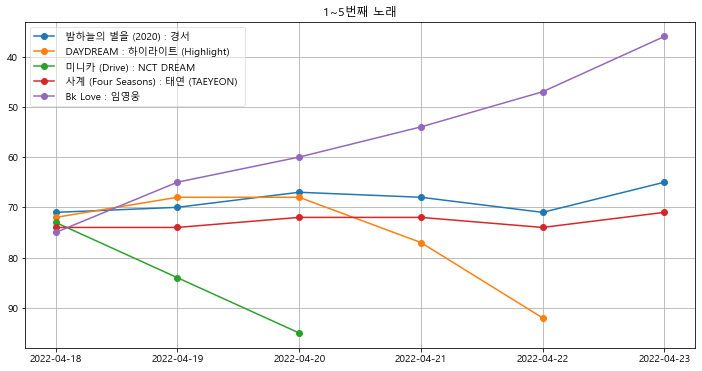 1~5번째 노래
밤하늘의 별을 (2020) : 경서
DAYDREAM : 하이라이트 (Highlight)
미니카 (Drive) : NCT DREAM
사계 (Four Seasons) : 태연 (TAEYEON)
Bk Love : 임영웅
40
50
60
70
80
90
2022-04-18
2022-04-19
2022-04-20
2022-04-21
2022-04-22
2022-04-23